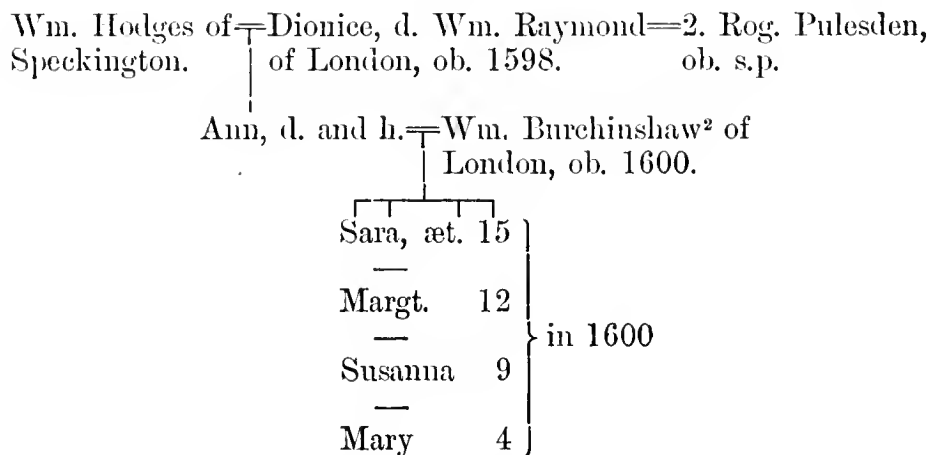 Wm. Hodges of=Dionice, d. Wm. Raymond=2. Rog. Pulesden,
Speckington. of London, ob. 1598. ob. s.p.
Ann, d. and h.=Wm. Burchinshaw² of
London, ob. 1600.
Sara, æt. 15
Margt. 12
in 1600
Susanna 9
Mary 4